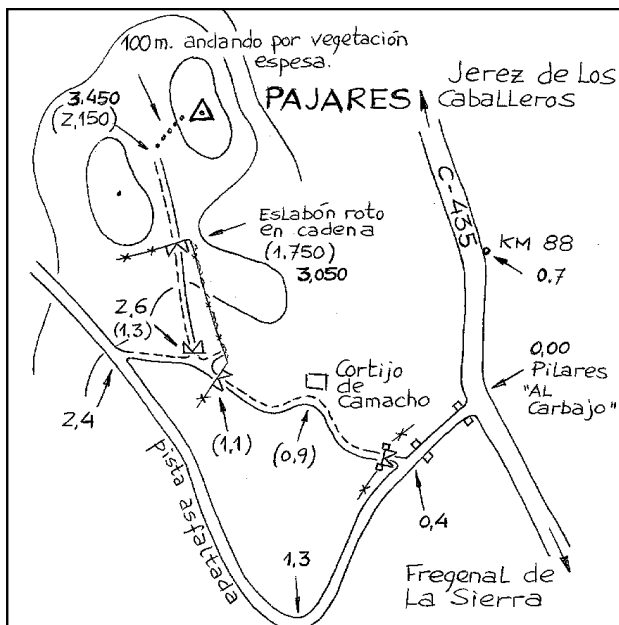 100 m. andando por vegetación
espesa.
3.450
(2,150)
PAJARES
Jerez de Los
Caballeros
C-435
Eslabón roto
en cadena
(1,750)
3,050
KM 88
0.7
2,6
(1,3)
0,00
Pilares
"AL
Carbajo"
Cortijo
de
Camacho
2,4
(1,1)
(0,9)
0,4
pista asfaltada
1,3
Fregenal de
La Sierra